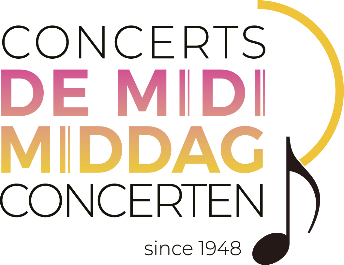 CONCERTS
DE MIDI
MIDDAG
CONCERTEN
since 1948